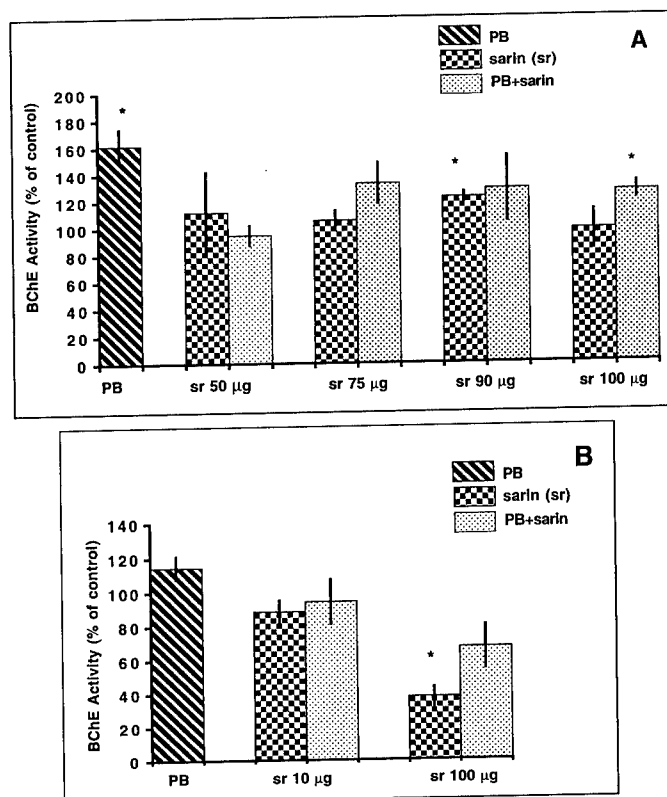 A
PB
sarin (sr)
PB+sarin
BChE Activity (% of control)
200
180
160
140
120
100
80
60
40
20
0
*
*
*
PB
sr 50 µg
sr 75 µg
sr 90 µg
sr 100 µg
B
PB
sarin (sr)
PB+sarin
BChE Activity (% of control)
140
120
100
80
60
40
20
0
*
PB
sr 10 µg
sr 100 µg